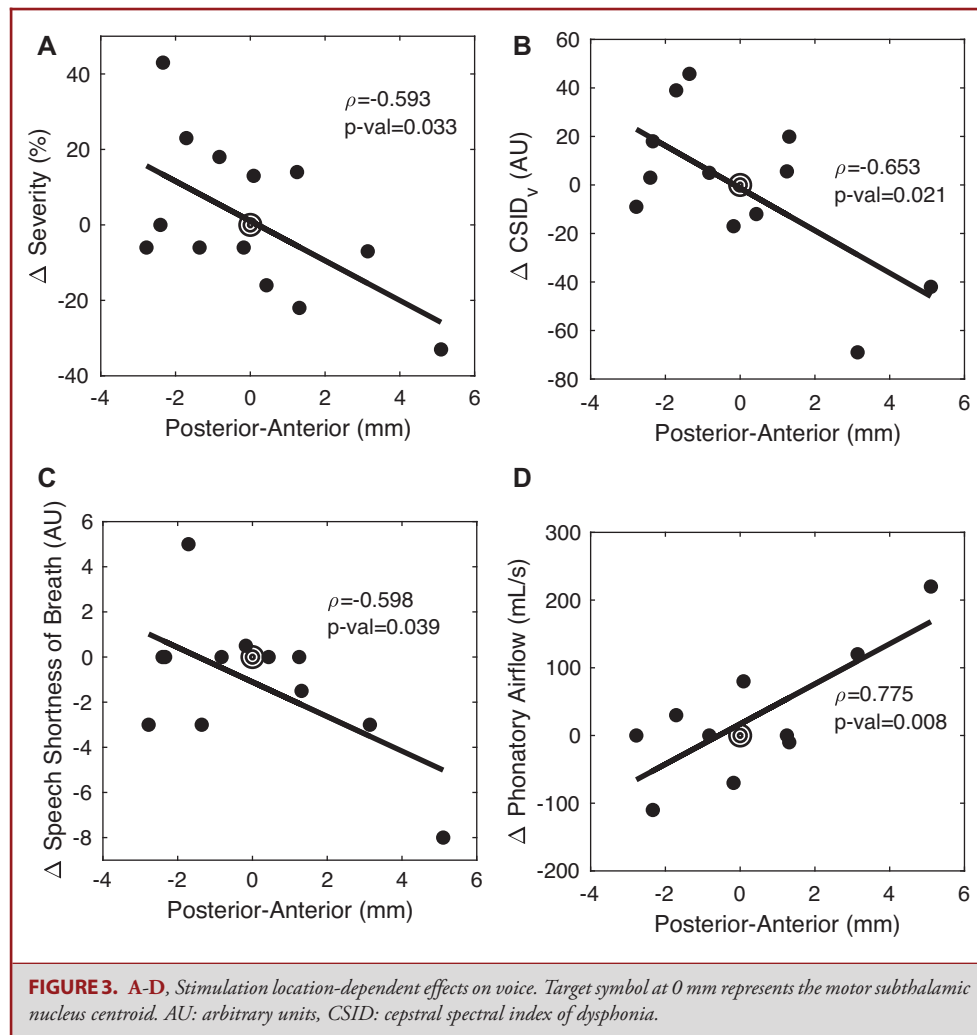 A
ρ=-0.593
p-val=0.033
Δ Severity (%)
40
20
0
-20
-40
-4
-2
0
2
4
6
Posterior-Anterior (mm)
B
ρ=-0.653
p-val=0.021
Δ CSIDv (AU)
60
40
20
0
-20
-40
-60
-80
-4
-2
0
2
4
6
Posterior-Anterior (mm)
C
ρ=-0.598
p-val=0.039
Δ Speech Shortness of Breath (AU)
6
4
2
0
-2
-4
-6
-8
-4
-2
0
2
4
6
Posterior-Anterior (mm)
D
ρ=0.775
p-val=0.008
Δ Phonatory Airflow (mL/s)
300
200
100
0
-100
-200
-4
-2
0
2
4
6
Posterior-Anterior (mm)
FIGURE 3. A-D, Stimulation location-dependent effects on voice. Target symbol at 0 mm represents the motor subthalamic
nucleus centroid. AU: arbitrary units, CSID: cepstral spectral index of dysphonia.